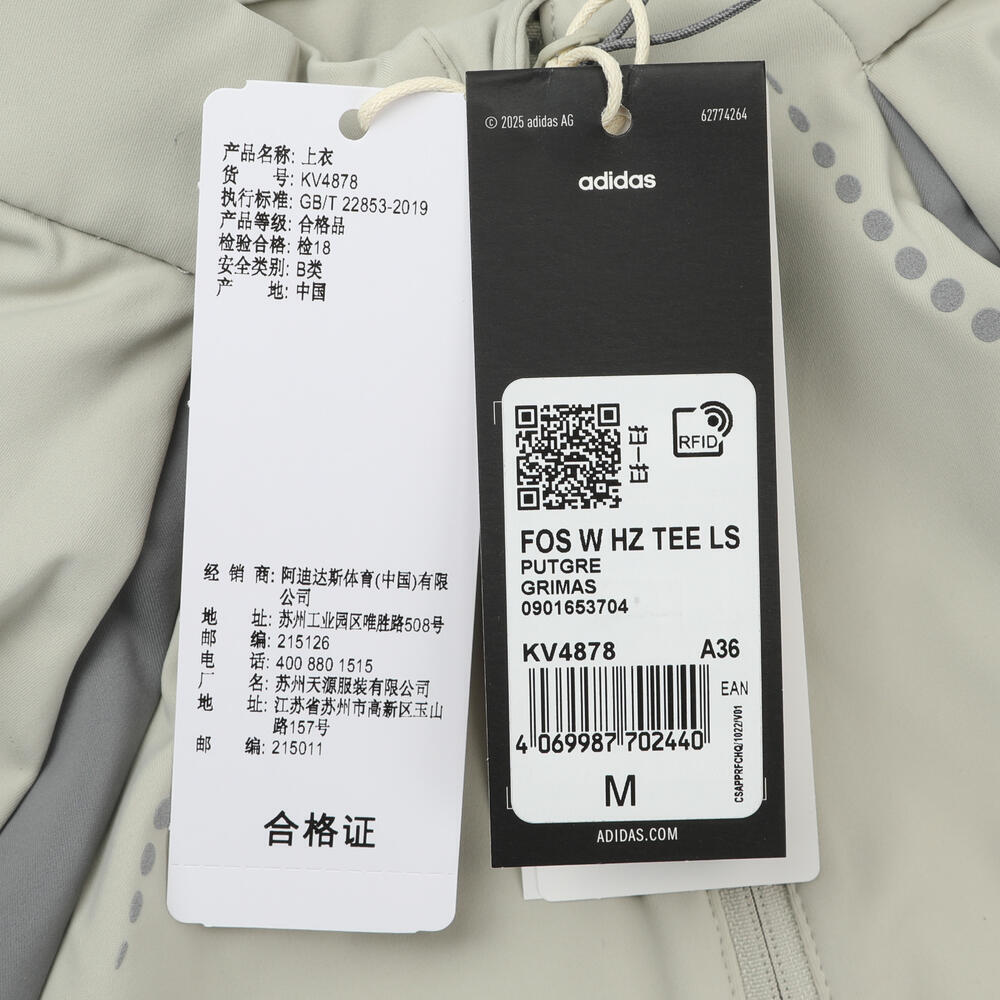 产品名称: 上衣
货 号: KV4878
执行标准: GB/T 22853-2019
产品等级: 合格品
检验合格: 检18
安全类别: B类
产 地: 中国
经 销 商: 阿迪达斯体育(中国)有限
公司
地 址: 苏州工业园区唯胜路508号
邮 编: 215126
电 话: 400 880 1515
厂 名: 苏州天源服装有限公司
地 址: 江苏省苏州市高新区玉山
路157号
邮 编: 215011
合格证
© 2025 adidas AG
62774264
adidas
扫一扫
RFID
FOS W HZ TEE LS
PUTGRE
GRIMAS
0901653704
KV4878 A36
EAN
4 069987 702440
CSAPPRFCHQ/1022/V01
M
ADIDAS.COM